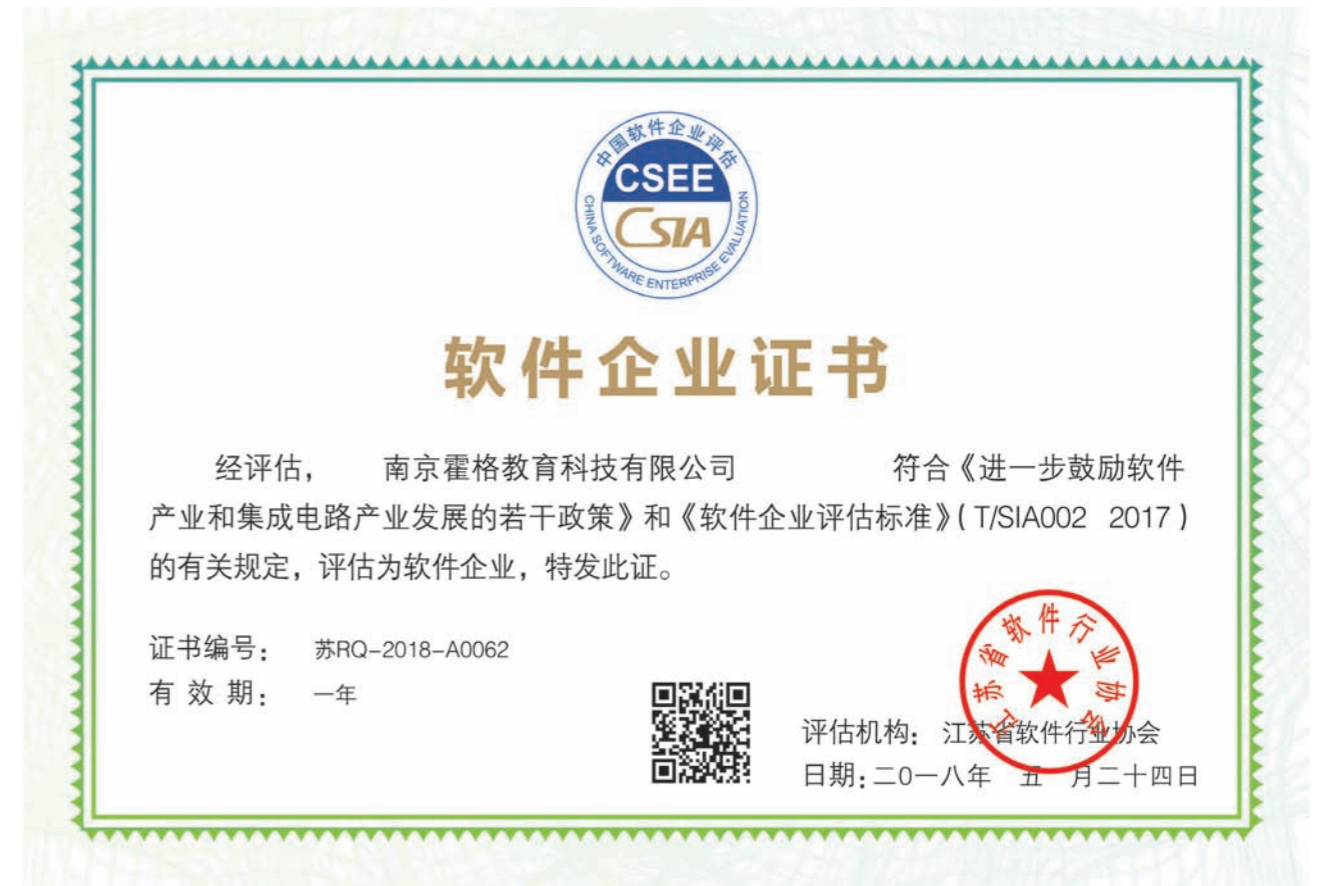 中国软件企业评估
CSEE
CSIA
CHINA SOFTWARE ENTERPRISE EVALUATION
软件企业证书
经评估， 南京霍格教育科技有限公司 符合《进一步鼓励软件
产业和集成电路产业发展的若干政策》和《软件企业评估标准》(T/SIA002 2017)
的有关规定，评估为软件企业，特发此证。
证书编号： 苏RQ-2018-A0062
有效期： 一年
江苏省软件行业协会
评估机构： 江苏省软件行业协会
日期：二0一八年 五 月二十四日